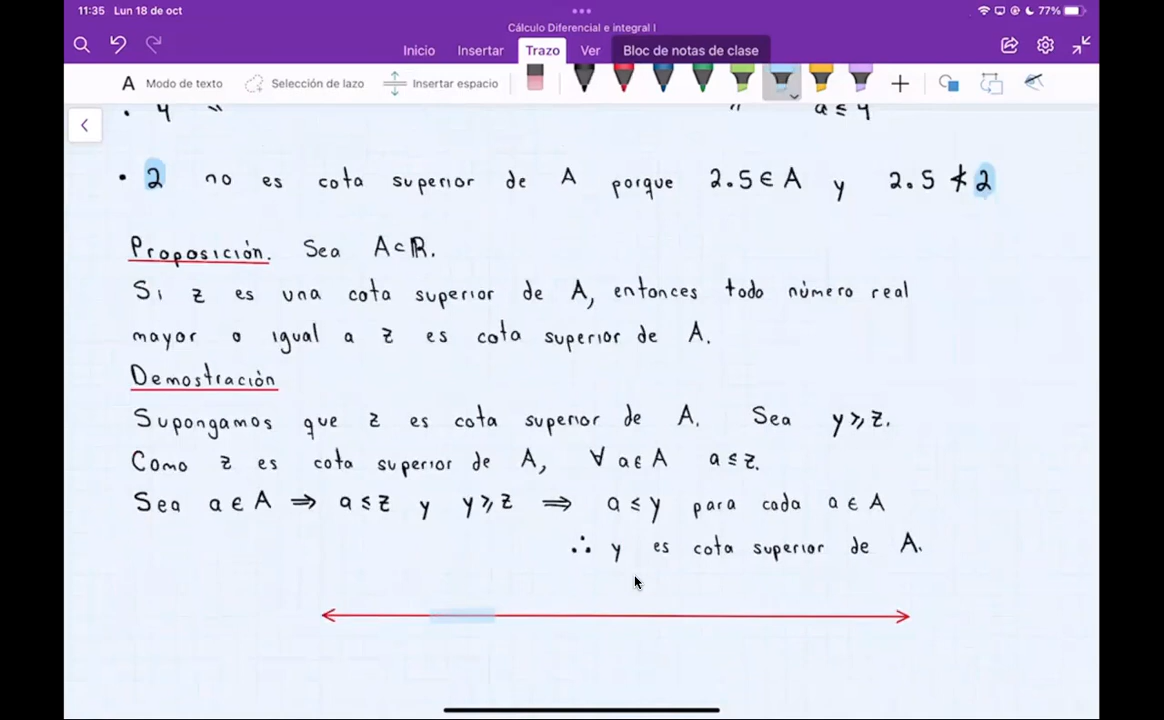 11:35 Lun 18 de oct
77%
Cálculo Diferencial e integral I
Inicio Insertar Trazo Ver Bloc de notas de clase
A Modo de texto Selección de lazo Insertar espacio
• 4 " " a ≤ 4
• 2 no es cota superior de A porque 2.5 ∈ A y 2.5 ≮ 2
Proposición. Sea A ⊂ ℝ.
Si z es una cota superior de A, entonces todo número real
mayor o igual a z es cota superior de A.
Demostración
Supongamos que z es cota superior de A. Sea y ≥ z.
Como z es cota superior de A, ∀ a ∈ A a ≤ z.
Sea a ∈ A ⇒ a ≤ z y y ≥ z ⇒ a ≤ y para cada a ∈ A
∴ y es cota superior de A.